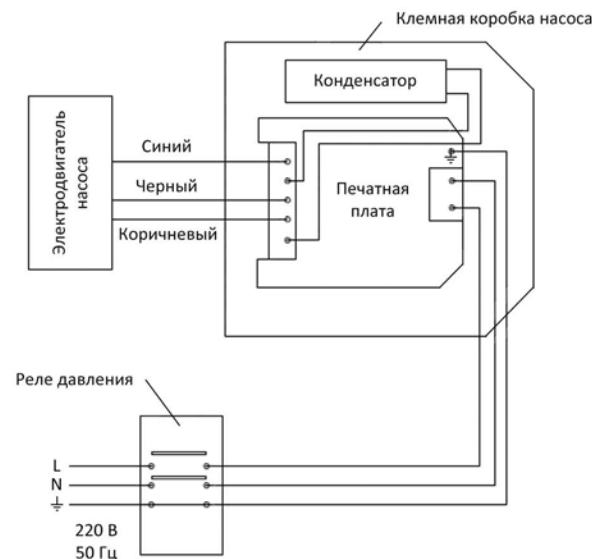 Клемная коробка насоса
Конденсатор
Электродвигатель
насоса
Синий
Черный
Коричневый
Печатная
плата
Реле давления
L
N
220 В
50 Гц